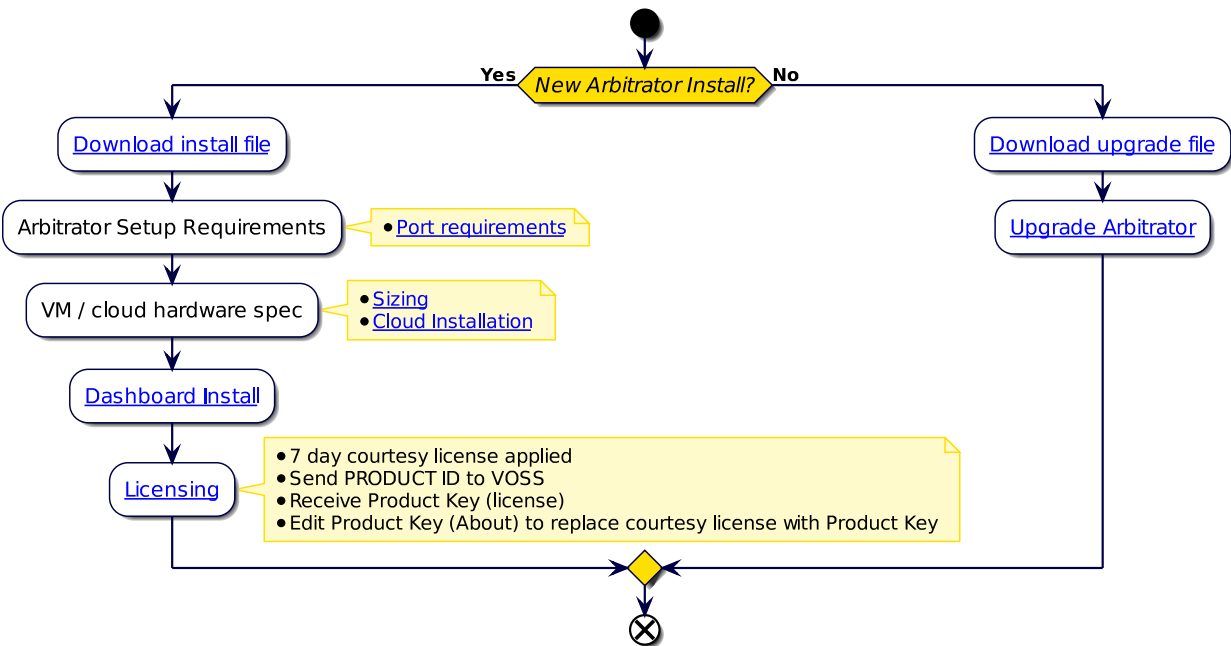 New Arbitrator Install?
Yes
No
Download install file
Arbitrator Setup Requirements
• Port requirements
VM / cloud hardware spec
• Sizing
• Cloud Installation
Dashboard Install
Licensing
• 7 day courtesy license applied
• Send PRODUCT ID to VOSS
• Receive Product Key (license)
• Edit Product Key (About) to replace courtesy license with Product Key
Download upgrade file
Upgrade Arbitrator